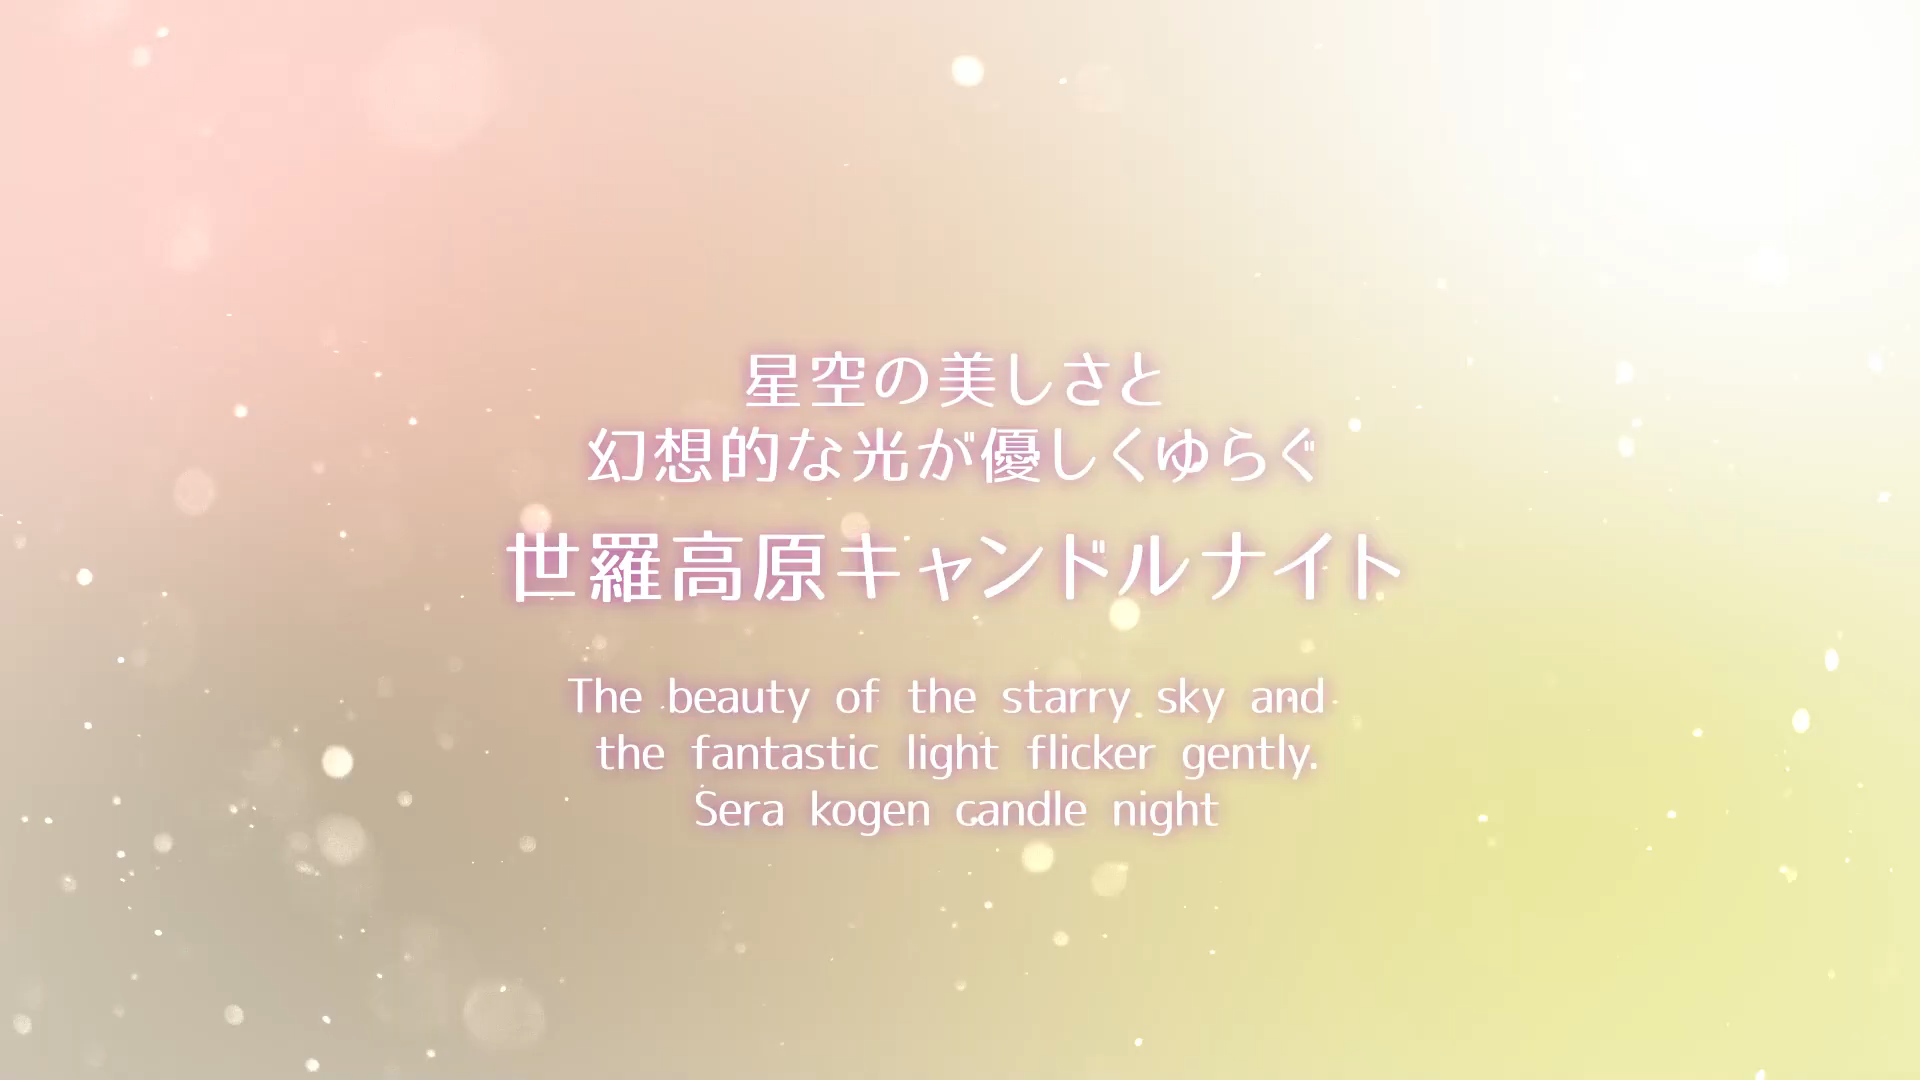 星空の美しさと
幻想的な光が優しくゆらぐ
世羅高原キャンドルナイト
The beauty of the starry sky and
the fantastic light flicker gently.
Sera kogen candle night